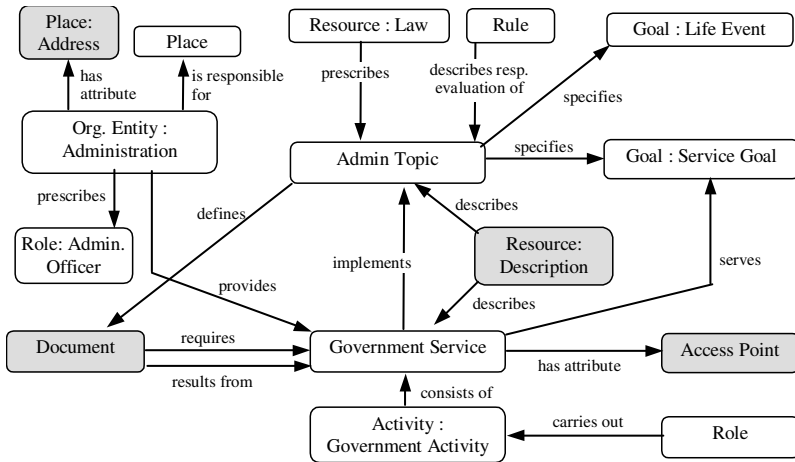 Place:
Address
Place
Resource : Law
Rule
Goal : Life Event
has
attribute
is responsible
for
prescribes
describes resp.
evaluation of
specifies
Org. Entity :
Administration
Admin Topic
specifies
Goal : Service Goal
prescribes
defines
describes
Role: Admin.
Officer
implements
Resource:
Description
serves
provides
describes
Document
requires
Government Service
Access Point
results from
has attribute
consists of
Activity :
Government Activity
carries out
Role